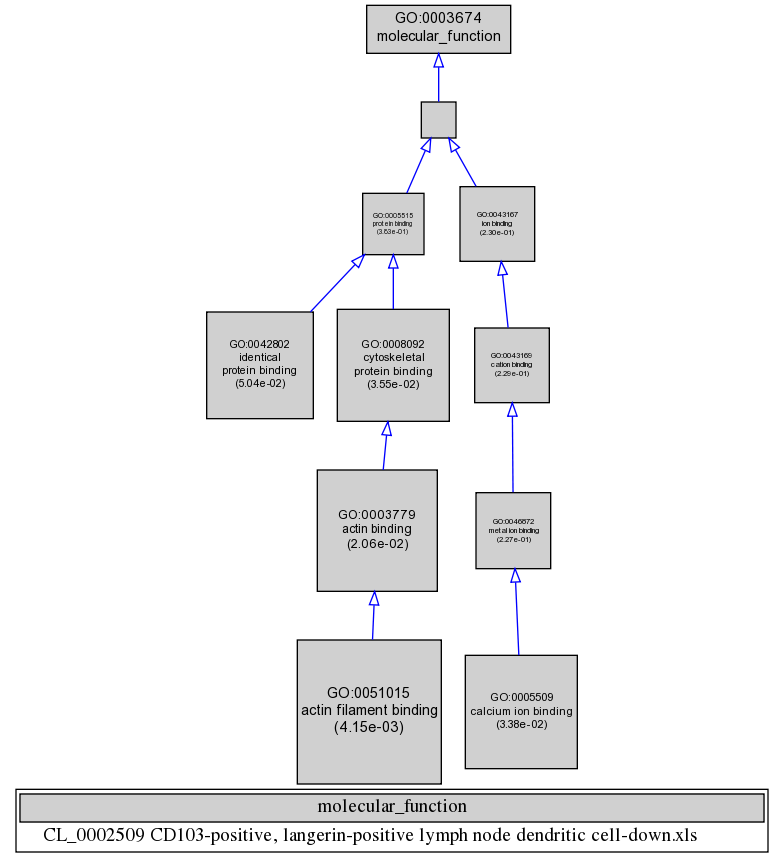 GO:0003674
molecular_function
GO:0005515
protein binding
(3.63e-01)
GO:0043167
ion binding
(2.30e-01)
GO:0042802
identical
protein binding
(5.04e-02)
GO:0008092
cytoskeletal
protein binding
(3.55e-02)
GO:0043169
cation binding
(2.29e-01)
GO:0003779
actin binding
(2.06e-02)
GO:0046872
metal ion binding
(2.27e-01)
GO:0051015
actin filament binding
(4.15e-03)
GO:0005509
calcium ion binding
(3.38e-02)
molecular_function
CL_0002509 CD103-positive, langerin-positive lymph node dendritic cell-down.xls